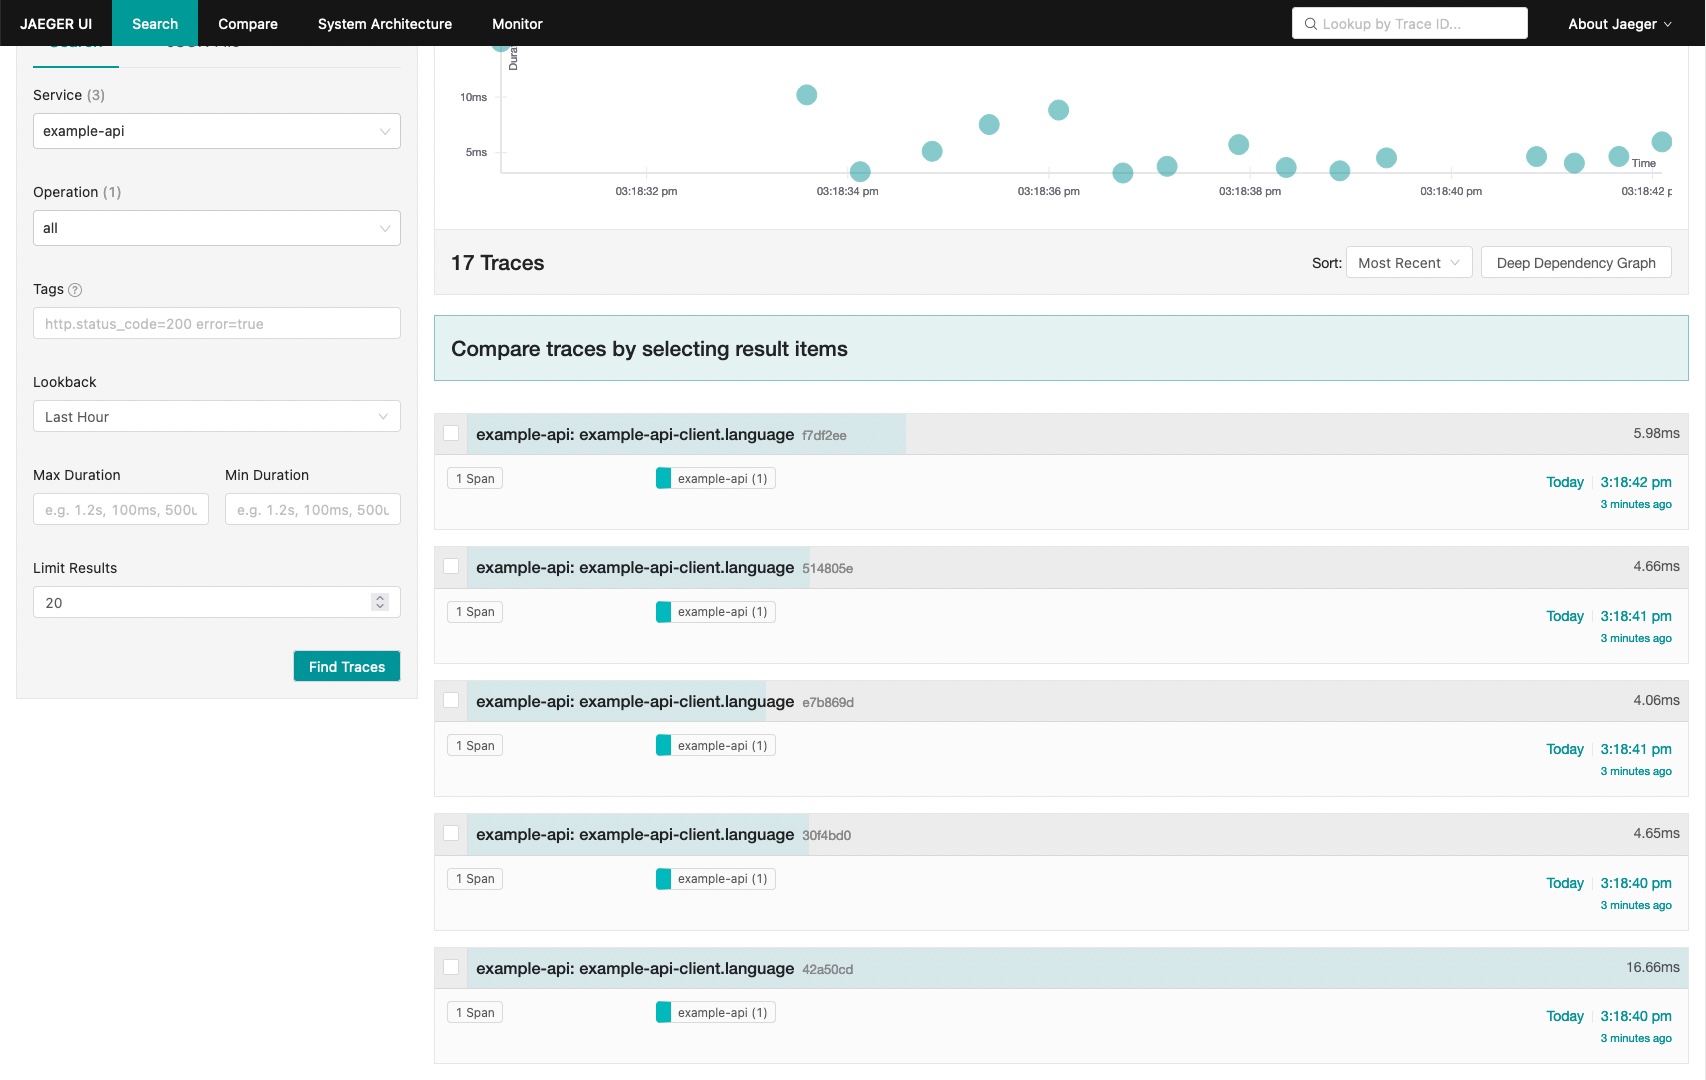 JAEGER UI
Search
Compare
System Architecture
Monitor
Lookup by Trace ID...
About Jaeger
Search
JSON File
Service (3)
example-api
Operation (1)
all
Tags
http.status_code=200 error=true
Lookback
Last Hour
Max Duration
Min Duration
e.g. 1.2s, 100ms, 500u
e.g. 1.2s, 100ms, 500u
Limit Results
20
Find Traces
10ms
5ms
Time
03:18:32 pm
03:18:34 pm
03:18:36 pm
03:18:38 pm
03:18:40 pm
03:18:42 p
17 Traces
Sort:
Most Recent
Deep Dependency Graph
Compare traces by selecting result items
example-api: example-api-client.language f7df2ee
5.98ms
1 Span
example-api (1)
Today
3:18:42 pm
3 minutes ago
example-api: example-api-client.language 514805e
4.66ms
1 Span
example-api (1)
Today
3:18:41 pm
3 minutes ago
example-api: example-api-client.language e7b869d
4.06ms
1 Span
example-api (1)
Today
3:18:41 pm
3 minutes ago
example-api: example-api-client.language 30f4bd0
4.65ms
1 Span
example-api (1)
Today
3:18:40 pm
3 minutes ago
example-api: example-api-client.language 42a50cd
16.66ms
1 Span
example-api (1)
Today
3:18:40 pm
3 minutes ago